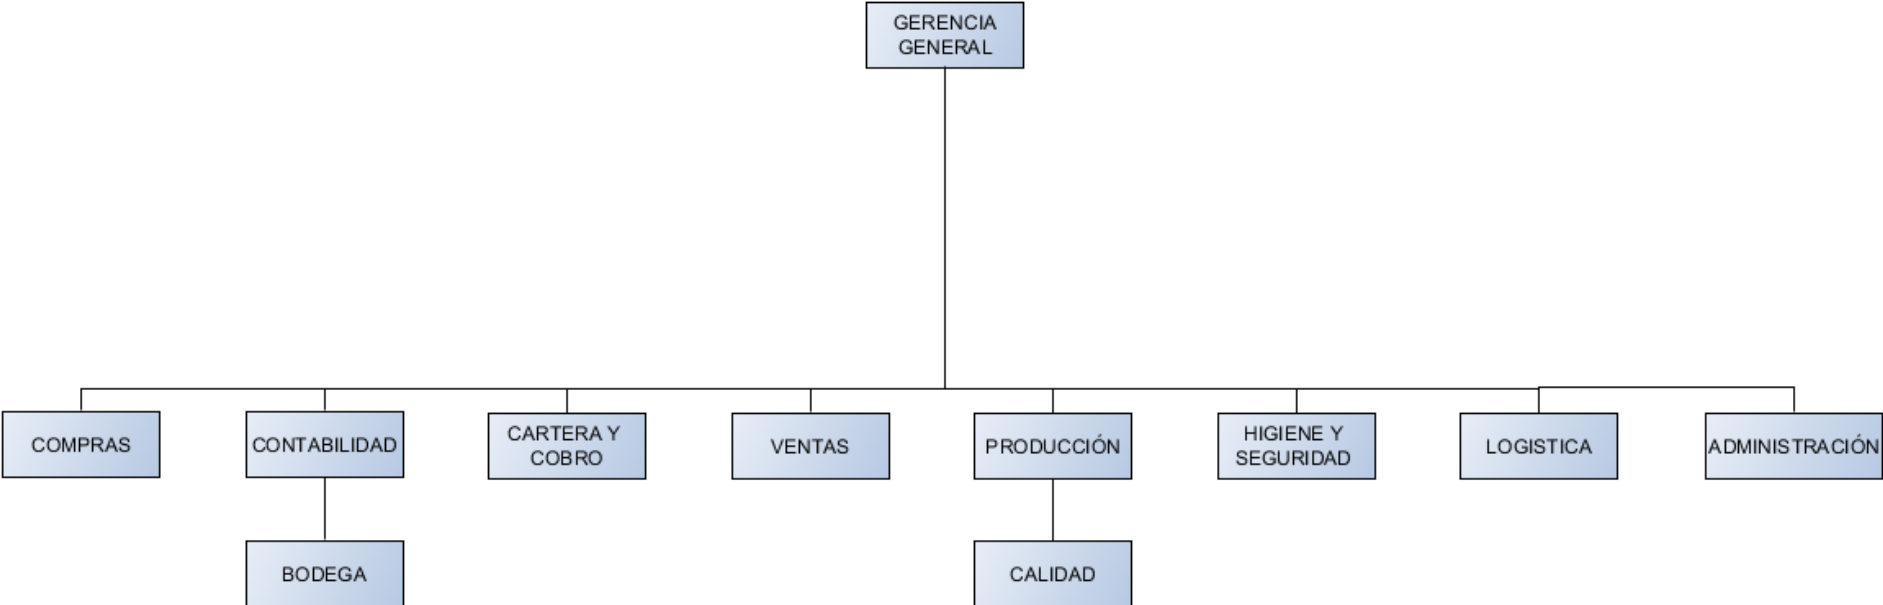 GERENCIA
GENERAL
COMPRAS
CONTABILIDAD
CARTERA Y
COBRO
VENTAS
PRODUCCIÓN
HIGIENE Y
SEGURIDAD
LOGISTICA
ADMINISTRACIÓN
BODEGA
CALIDAD